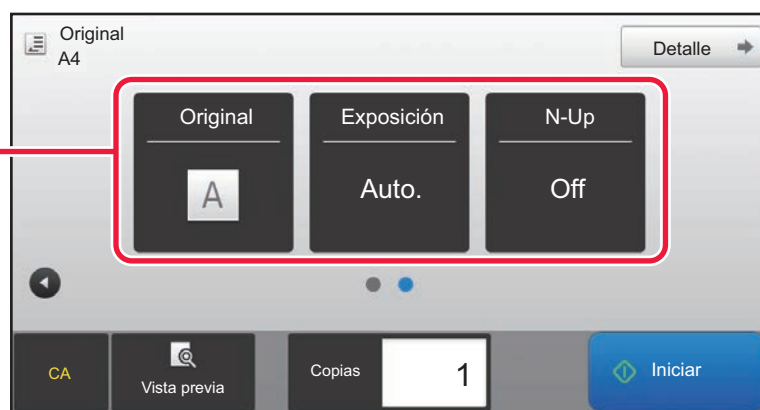 Original
A4
Detalle
Original
Exposición
N-Up
A
Auto.
Off
CA
Vista previa
Copias
1
Iniciar